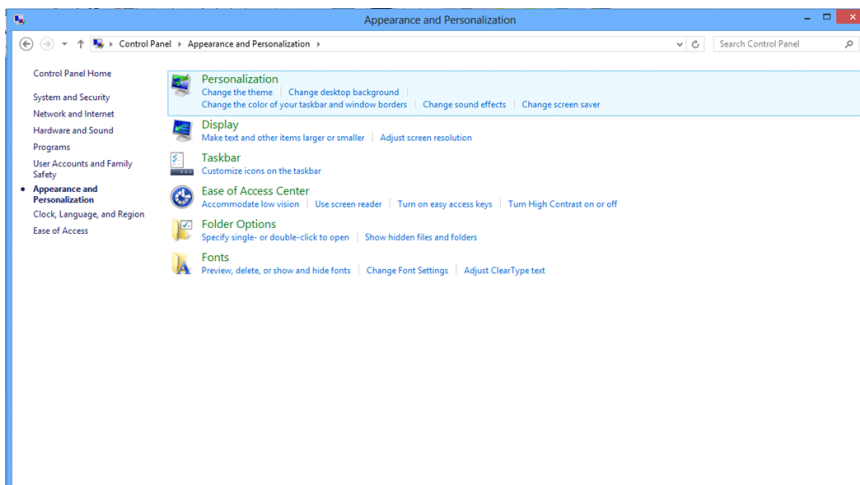 Appearance and Personalization
Control Panel Appearance and Personalization
Search Control Panel
Control Panel Home
System and Security
Network and Internet
Hardware and Sound
Programs
User Accounts and Family
Safety
Appearance and
Personalization
Clock, Language, and Region
Ease of Access
Personalization
Change the theme Change desktop background
Change the color of your taskbar and window borders Change sound effects Change screen saver
Display
Make text and other items larger or smaller Adjust screen resolution
Taskbar
Customize icons on the taskbar
Ease of Access Center
Accommodate low vision Use screen reader Turn on easy access keys Turn High Contrast on or off
Folder Options
Specify single- or double-click to open Show hidden files and folders
Fonts
Preview, delete, or show and hide fonts Change Font Settings Adjust ClearType text